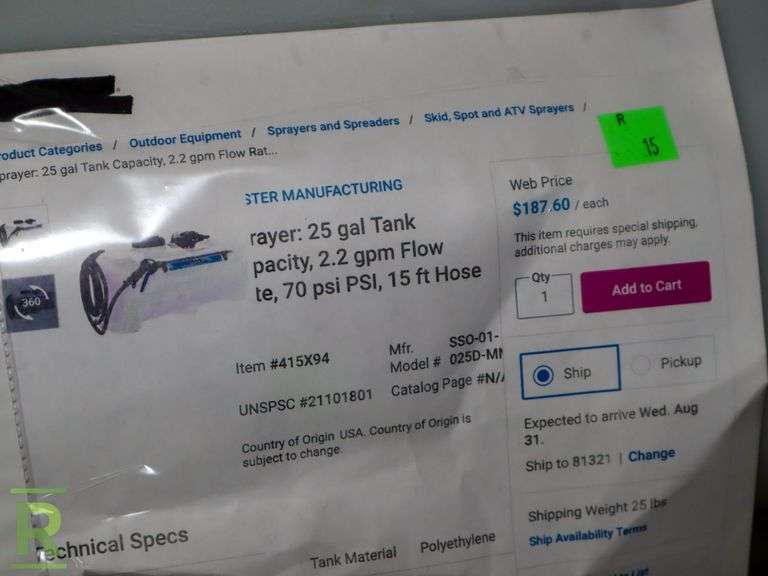 roduct Categories / Outdoor Equipment / Sprayers and Spreaders / Skid, Spot and ATV Sprayers /
prayer: 25 gal Tank Capacity, 2.2 gpm Flow Rat...
R
15
STER MANUFACTURING
rayer: 25 gal Tank
pacity, 2.2 gpm Flow
te, 70 psi PSI, 15 ft Hose
360
Item #415X94
Mfr. Model # SSO-01-025D-MM
UNSPSC #21101801
Catalog Page #N/
Country of Origin USA. Country of Origin is
subject to change.
Web Price
$187.60 / each
This item requires special shipping,
additional charges may apply.
Qty
1
Add to Cart
Ship
Pickup
Expected to arrive Wed. Aug
31.
Ship to 81321 | Change
Shipping Weight 25 lbs
Ship Availability Terms
Technical Specs
Tank Material Polyethylene
R